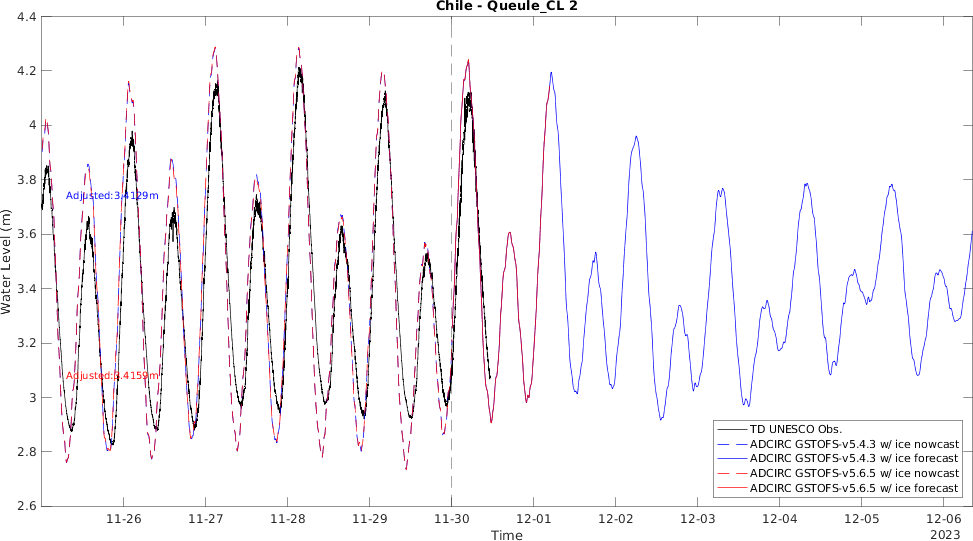 Chile - Queule_CL 2
Water Level (m)
4.4
4.2
4
3.8
3.6
3.4
3.2
3
2.8
2.6
Adjusted:3.4129m
Adjusted:3.4159m
TD UNESCO Obs.
ADCIRC GSTOFS-v5.4.3 w/ ice nowcast
ADCIRC GSTOFS-v5.4.3 w/ ice forecast
ADCIRC GSTOFS-v5.6.5 w/ ice nowcast
ADCIRC GSTOFS-v5.6.5 w/ ice forecast
11-26 11-27 11-28 11-29 11-30 12-01 12-02 12-03 12-04 12-05 12-06
Time
2023